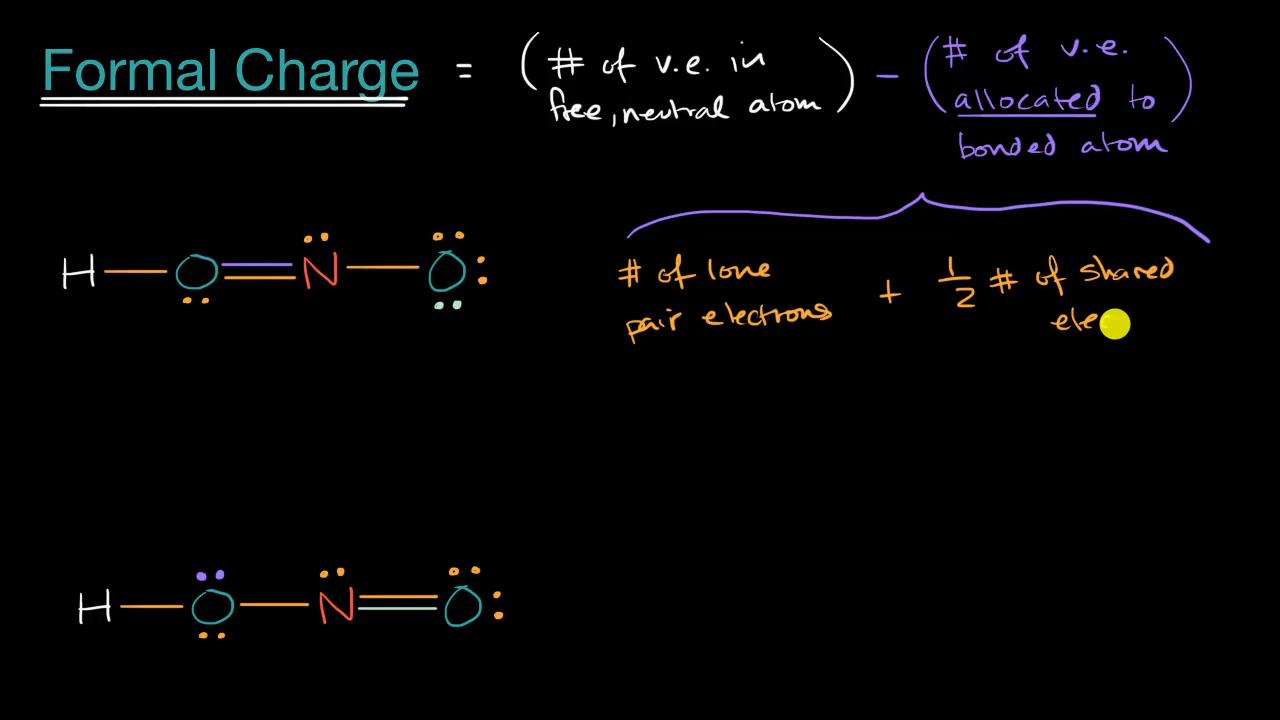 Formal Charge = (# of v.e. in free, neutral atom) - (# of v.e. allocated to bonded atom)
# of lone pair electrons + 1/2 # of shared ele
H O N O
H O N O